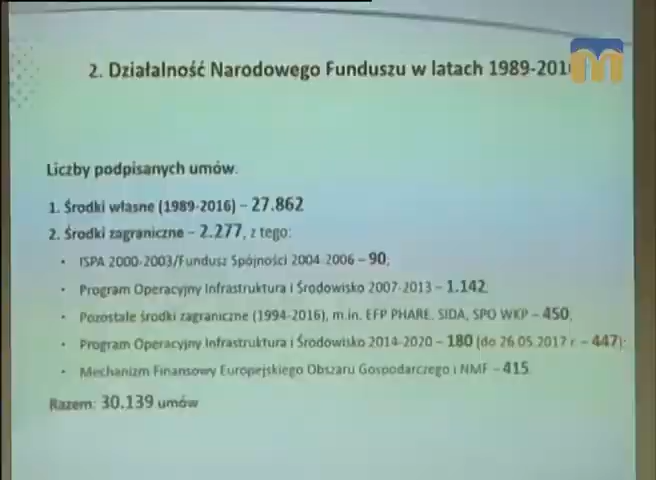 2. Działalność Narodowego Funduszu w latach 1989-201
Liczby podpisanych umów.
1. Środki własne (1989-2016) – 27.862
2. Środki zagraniczne – 2.277, z tego:
• ISPA 2000-2003/Fundusz Spójności 2004-2006 – 90;
• Program Operacyjny Infrastruktura i Środowisko 2007-2013 – 1.142;
• Pozostałe środki zagraniczne (1994-2016), m.in. EFP PHARE, SIDA, SPO WKP – 450;
• Program Operacyjny Infrastruktura i Środowisko 2014-2020 – 180 (do 26.05.2017 r. – 447);
• Mechanizm Finansowy Europejskiego Obszaru Gospodarczego i NMF – 415
Razem: 30.139 umów